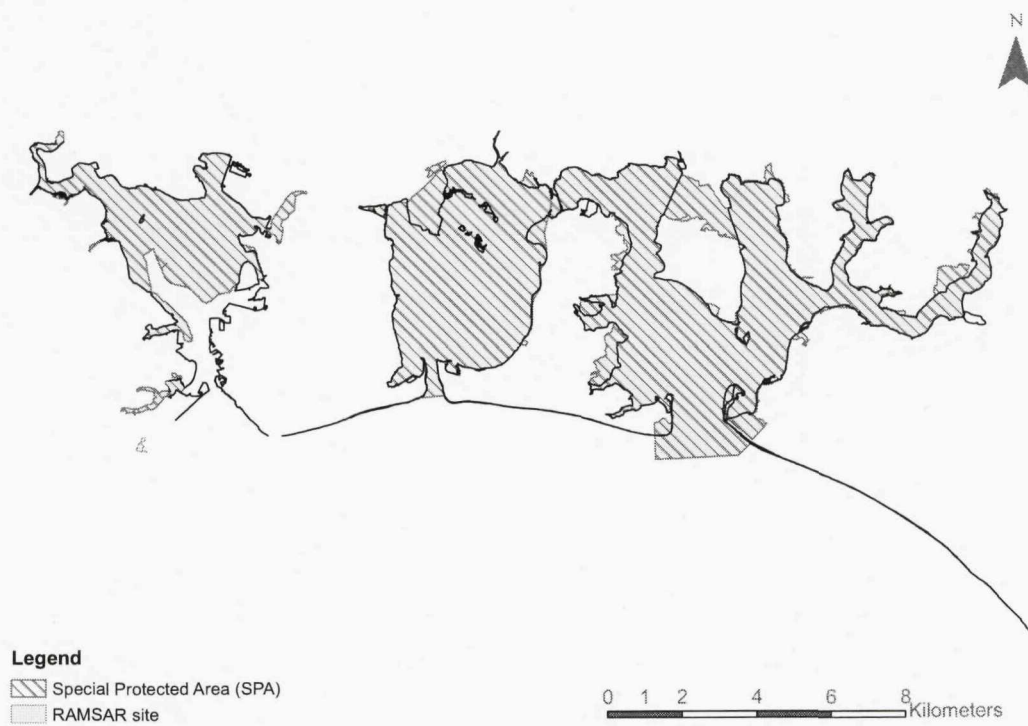 N
Legend
Special Protected Area (SPA)
RAMSAR site
0 1 2 4 6 8
Kilometers